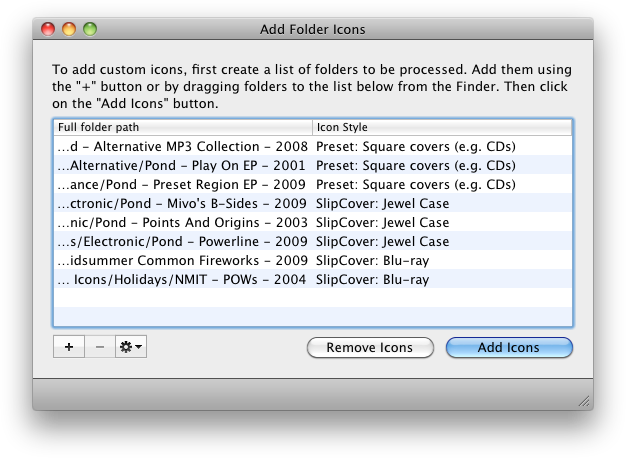 Add Folder Icons
To add custom icons, first create a list of folders to be processed. Add them using
the "+" button or by dragging folders to the list below from the Finder. Then click
on the "Add Icons" button.
Full folder path Icon Style
...d - Alternative MP3 Collection - 2008 Preset: Square covers (e.g. CDs)
...Alternative/Pond - Play On EP - 2001 Preset: Square covers (e.g. CDs)
...ance/Pond - Preset Region EP - 2009 Preset: Square covers (e.g. CDs)
...ctronic/Pond - Mivo's B-Sides - 2009 SlipCover: Jewel Case
...nic/Pond - Points And Origins - 2003 SlipCover: Jewel Case
...s/Electronic/Pond - Powerline - 2009 SlipCover: Jewel Case
...idsummer Common Fireworks - 2009 SlipCover: Blu-ray
... Icons/Holidays/NMIT - POWs - 2004 SlipCover: Blu-ray
+ − Remove Icons Add Icons